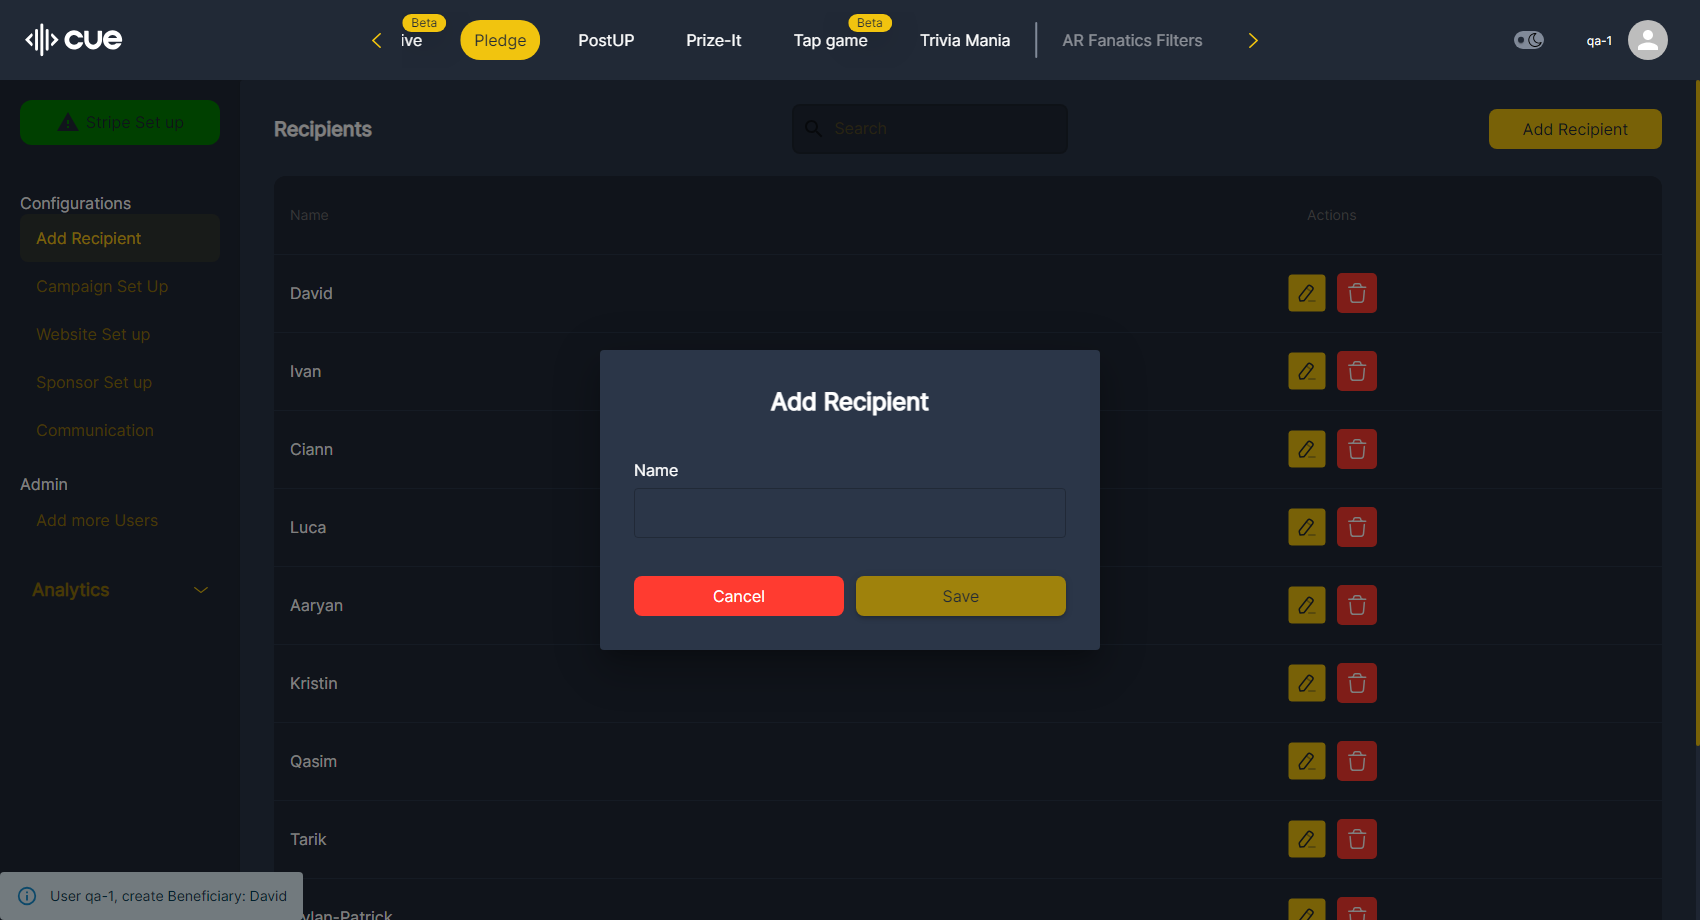 cue
ive
Beta
Pledge
PostUP
Prize-It
Tap game
Beta
Trivia Mania
AR Fanatics Filters
qa-1
Stripe Set up
Configurations
Add Recipient
Campaign Set Up
Website Set up
Sponsor Set up
Communication
Admin
Add more Users
Analytics
Recipients
Search
Add Recipient
Name
Actions
David
Ivan
Ciann
Luca
Aaryan
Kristin
Qasim
Tarik
ylan-Patrick
Add Recipient
Name
Cancel
Save
User qa-1, create Beneficiary: David